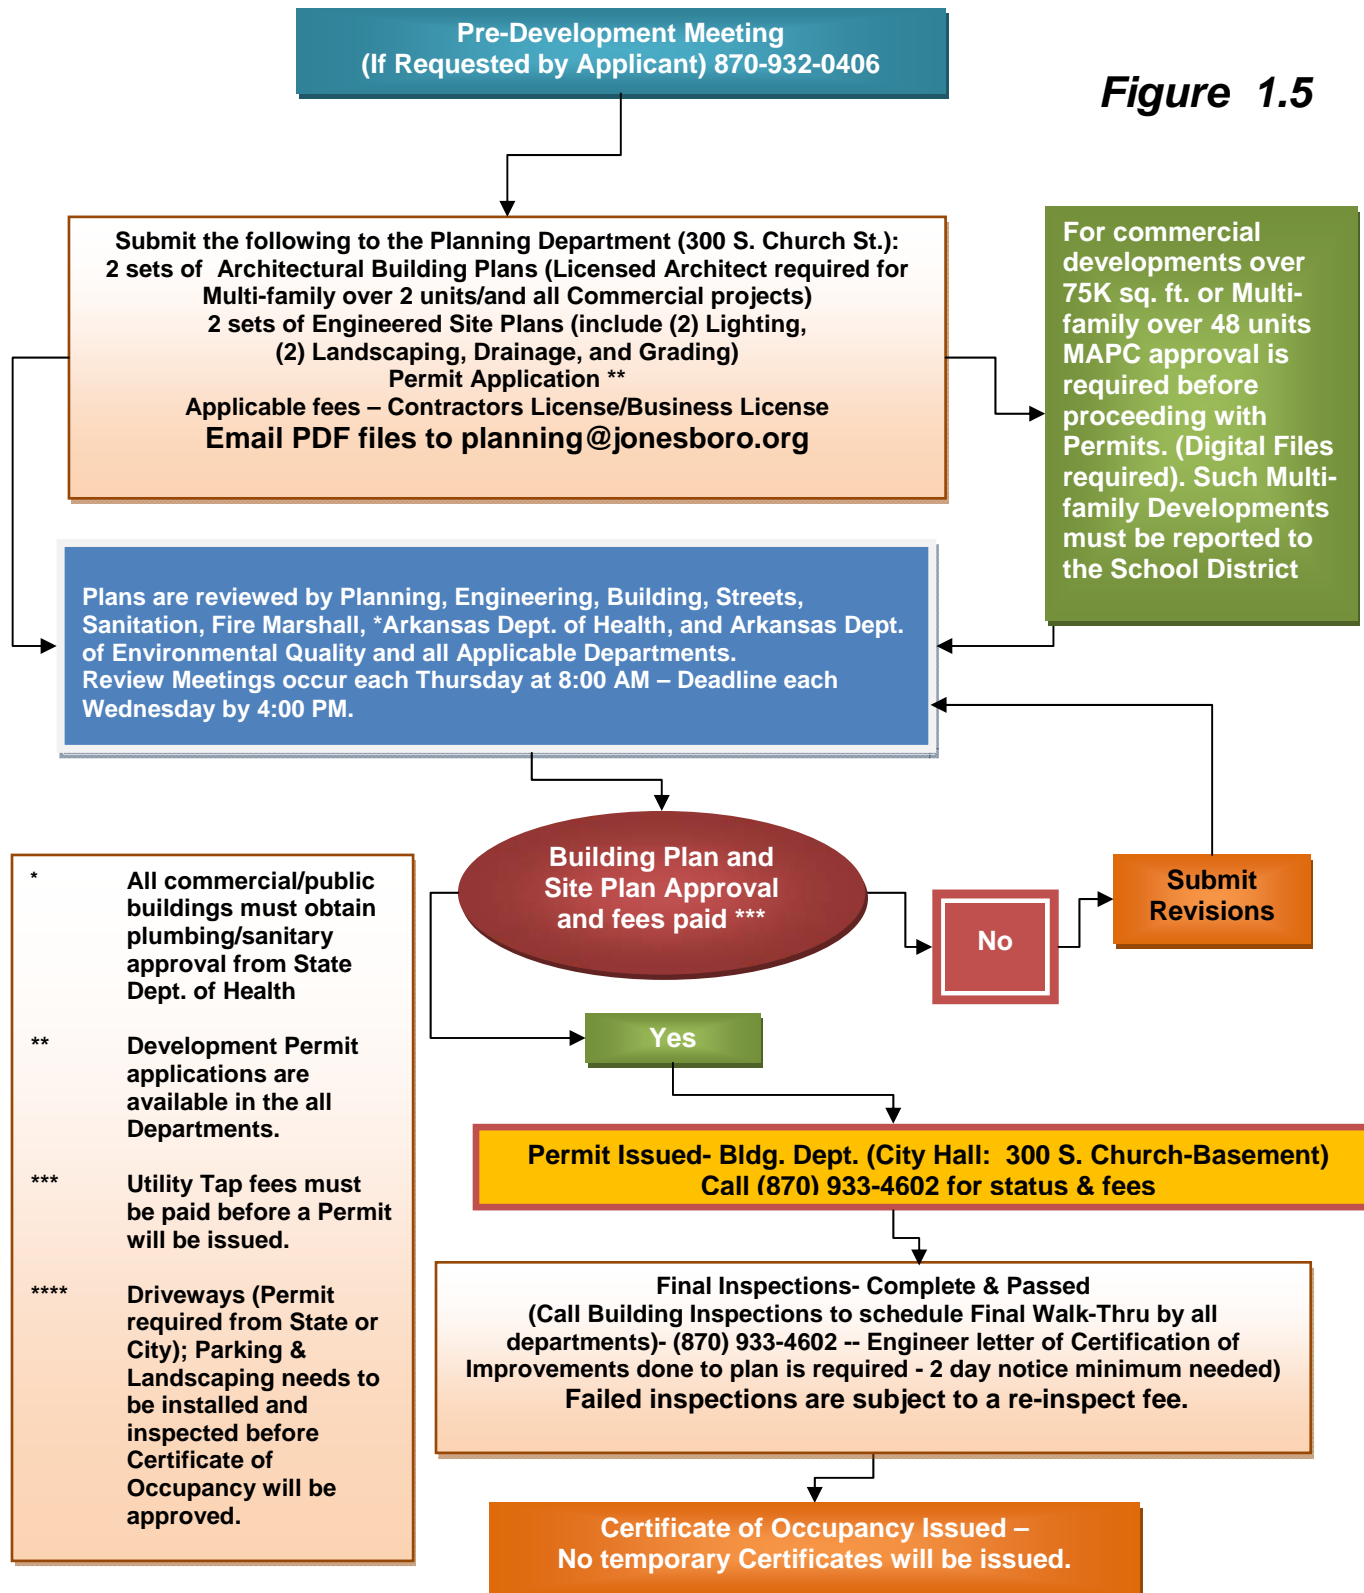 Pre-Development Meeting
(If Requested by Applicant) 870-932-0406
Figure 1.5
Submit the following to the Planning Department (300 S. Church St.):
2 sets of Architectural Building Plans (Licensed Architect required for
Multi-family over 2 units/and all Commercial projects)
2 sets of Engineered Site Plans (include (2) Lighting,
(2) Landscaping, Drainage, and Grading)
Permit Application **
Applicable fees – Contractors License/Business License
Email PDF files to planning@jonesboro.org
For commercial
developments over
75K sq. ft. or Multi-
family over 48 units
MAPC approval is
required before
proceeding with
Permits. (Digital Files
required). Such Multi-
family Developments
must be reported to
the School District
Plans are reviewed by Planning, Engineering, Building, Streets,
Sanitation, Fire Marshall, *Arkansas Dept. of Health, and Arkansas Dept.
of Environmental Quality and all Applicable Departments.
Review Meetings occur each Thursday at 8:00 AM – Deadline each
Wednesday by 4:00 PM.
Building Plan and
Site Plan Approval
and fees paid ***
No
Submit
Revisions
Yes
* All commercial/public
buildings must obtain
plumbing/sanitary
approval from State
Dept. of Health
** Development Permit
applications are
available in the all
Departments.
*** Utility Tap fees must
be paid before a Permit
will be issued.
**** Driveways (Permit
required from State or
City); Parking &
Landscaping needs to
be installed and
inspected before
Certificate of
Occupancy will be
approved.
Permit Issued- Bldg. Dept. (City Hall: 300 S. Church-Basement)
Call (870) 933-4602 for status & fees
Final Inspections- Complete & Passed
(Call Building Inspections to schedule Final Walk-Thru by all
departments)- (870) 933-4602 -- Engineer letter of Certification of
Improvements done to plan is required - 2 day notice minimum needed)
Failed inspections are subject to a re-inspect fee.
Certificate of Occupancy Issued –
No temporary Certificates will be issued.